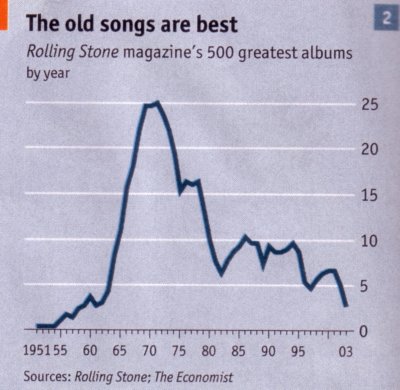 The old songs are best
2
Rolling Stone magazine's 500 greatest albums
by year
25
20
15
10
5
0
1951 55 60 65 70 75 80 85 90 95 03
Sources: Rolling Stone; The Economist